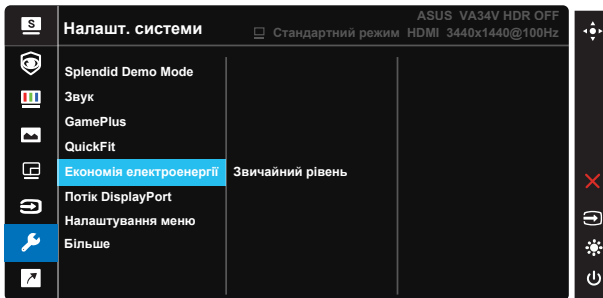 S
Налашт. системи
ASUS VA34V HDR OFF
Стандартний режим HDMI 3440x1440@100Hz
Splendid Demo Mode
Звук
GamePlus
QuickFit
Економія електроенергії Звичайний рівень
Потік DisplayPort
Налаштування меню
Більше